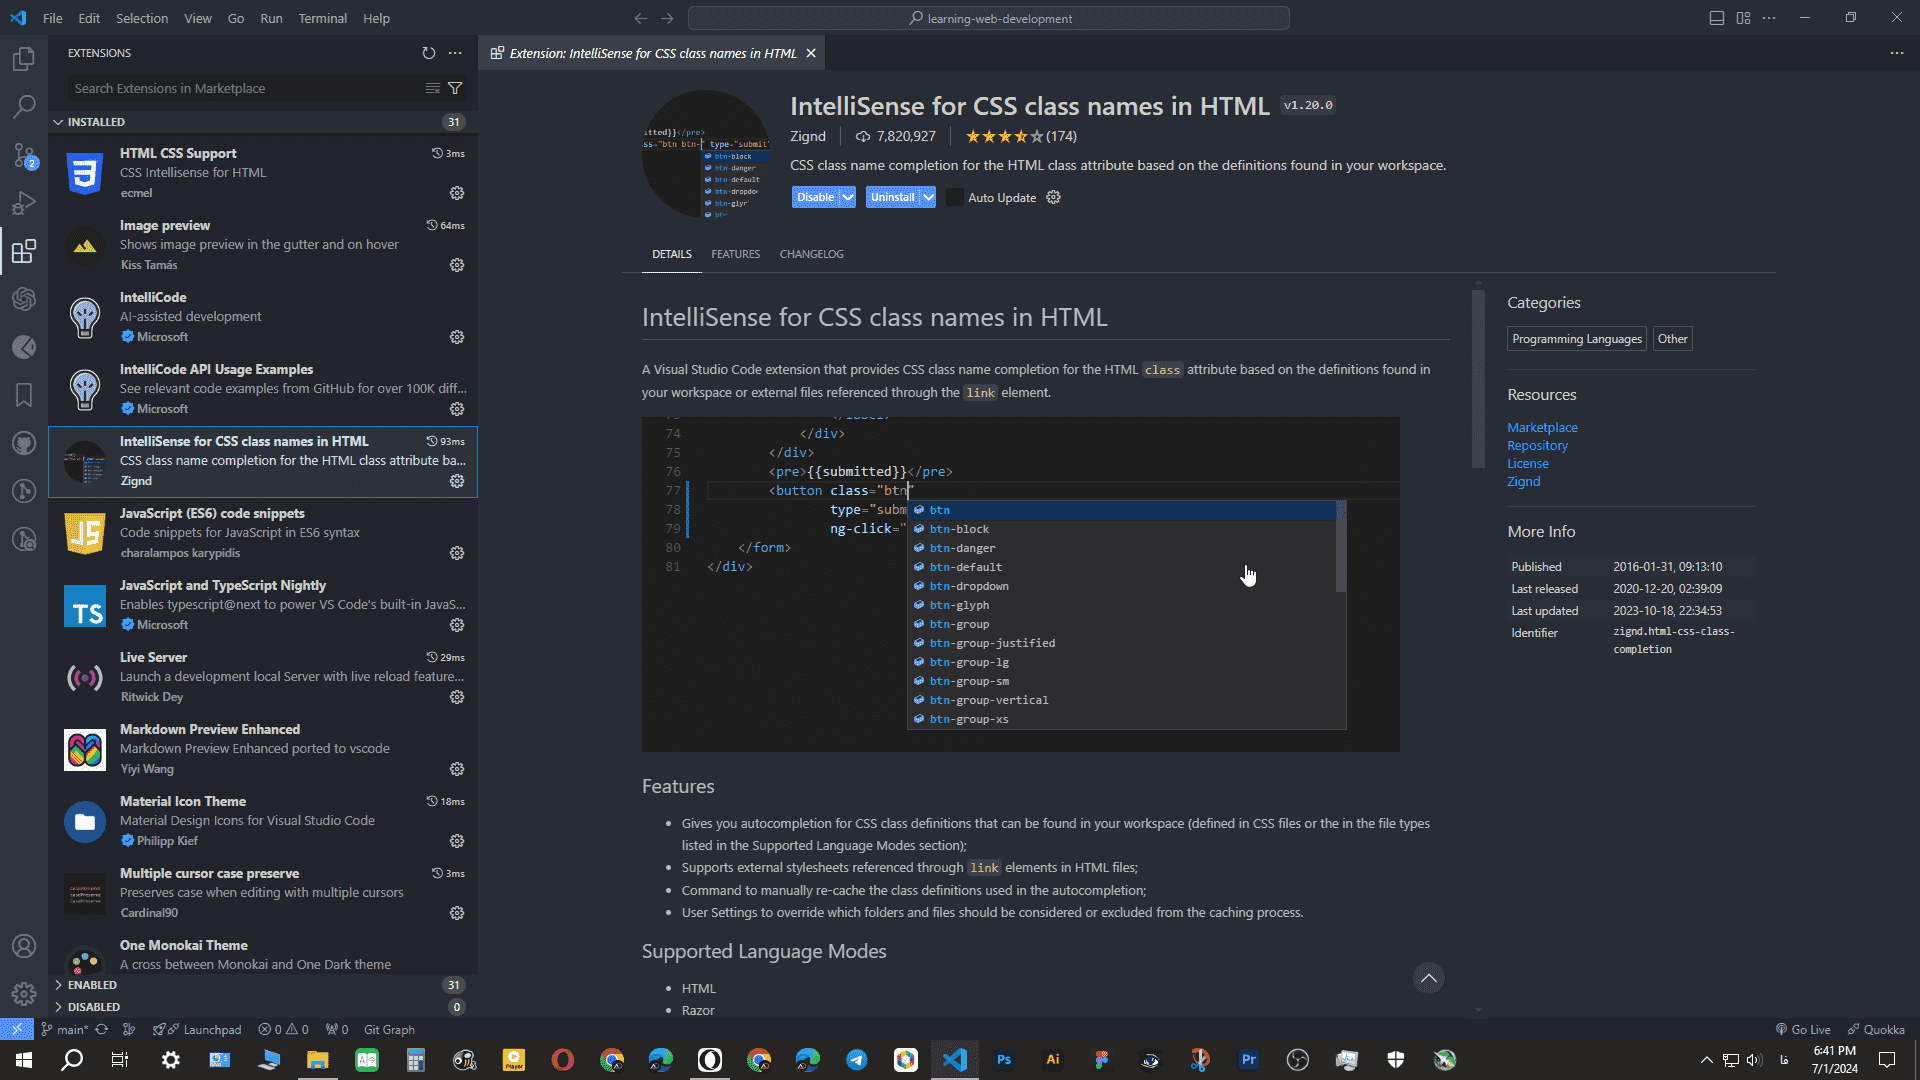 File Edit Selection View Go Run Terminal Help
learning-web-development
EXTENSIONS
Search Extensions in Marketplace
INSTALLED 31
HTML CSS Support 3ms
CSS Intellisense for HTML
ecmel
Image preview 64ms
Shows image preview in the gutter and on hover
Kiss Tamás
IntelliCode
AI-assisted development
Microsoft
IntelliCode API Usage Examples
See relevant code examples from GitHub for over 100K diff...
Microsoft
IntelliSense for CSS class names in HTML 93ms
CSS class name completion for the HTML class attribute ba...
Zignd
JavaScript (ES6) code snippets
Code snippets for JavaScript in ES6 syntax
charalampos karypidis
JavaScript and TypeScript Nightly
Enables typescript@next to power VS Code's built-in JavaS...
Microsoft
Live Server 29ms
Launch a development local Server with live reload feature...
Ritwick Dey
Markdown Preview Enhanced
Markdown Preview Enhanced ported to vscode
Yiyi Wang
Material Icon Theme 18ms
Material Design Icons for Visual Studio Code
Philipp Kief
Multiple cursor case preserve 3ms
Preserves case when editing with multiple cursors
Cardinal90
One Monokai Theme
A cross between Monokai and One Dark theme
ENABLED 31
DISABLED 0
Extension: IntelliSense for CSS class names in HTML
IntelliSense for CSS class names in HTML v1.20.0
Zignd 7,820,927 (174)
CSS class name completion for the HTML class attribute based on the definitions found in your workspace.
Disable Uninstall Auto Update
DETAILS FEATURES CHANGELOG
IntelliSense for CSS class names in HTML
A Visual Studio Code extension that provides CSS class name completion for the HTML class attribute based on the definitions found in
your workspace or external files referenced through the link element.
74 </div>
75 </div>
76 <pre>{{submitted}}</pre>
77 <button class="btn"
78 type="subm
79 ng-click="
80 </form>
81 </div>
btn
btn-block
btn-danger
btn-default
btn-dropdown
btn-glyph
btn-group
btn-group-justified
btn-group-lg
btn-group-sm
btn-group-vertical
btn-group-xs
Features
Gives you autocompletion for CSS class definitions that can be found in your workspace (defined in CSS files or the in the file types
listed in the Supported Language Modes section);
Supports external stylesheets referenced through link elements in HTML files;
Command to manually re-cache the class definitions used in the autocompletion;
User Settings to override which folders and files should be considered or excluded from the caching process.
Supported Language Modes
HTML
Razor
Categories
Programming Languages Other
Resources
Marketplace
Repository
License
Zignd
More Info
Published 2016-01-31, 09:13:10
Last released 2020-12-20, 02:39:09
Last updated 2023-10-18, 22:34:53
Identifier zignd.html-css-class-
completion
main* Launchpad 0 0 0 Git Graph Go Live Quokka
6:41 PM
7/1/2024
فا